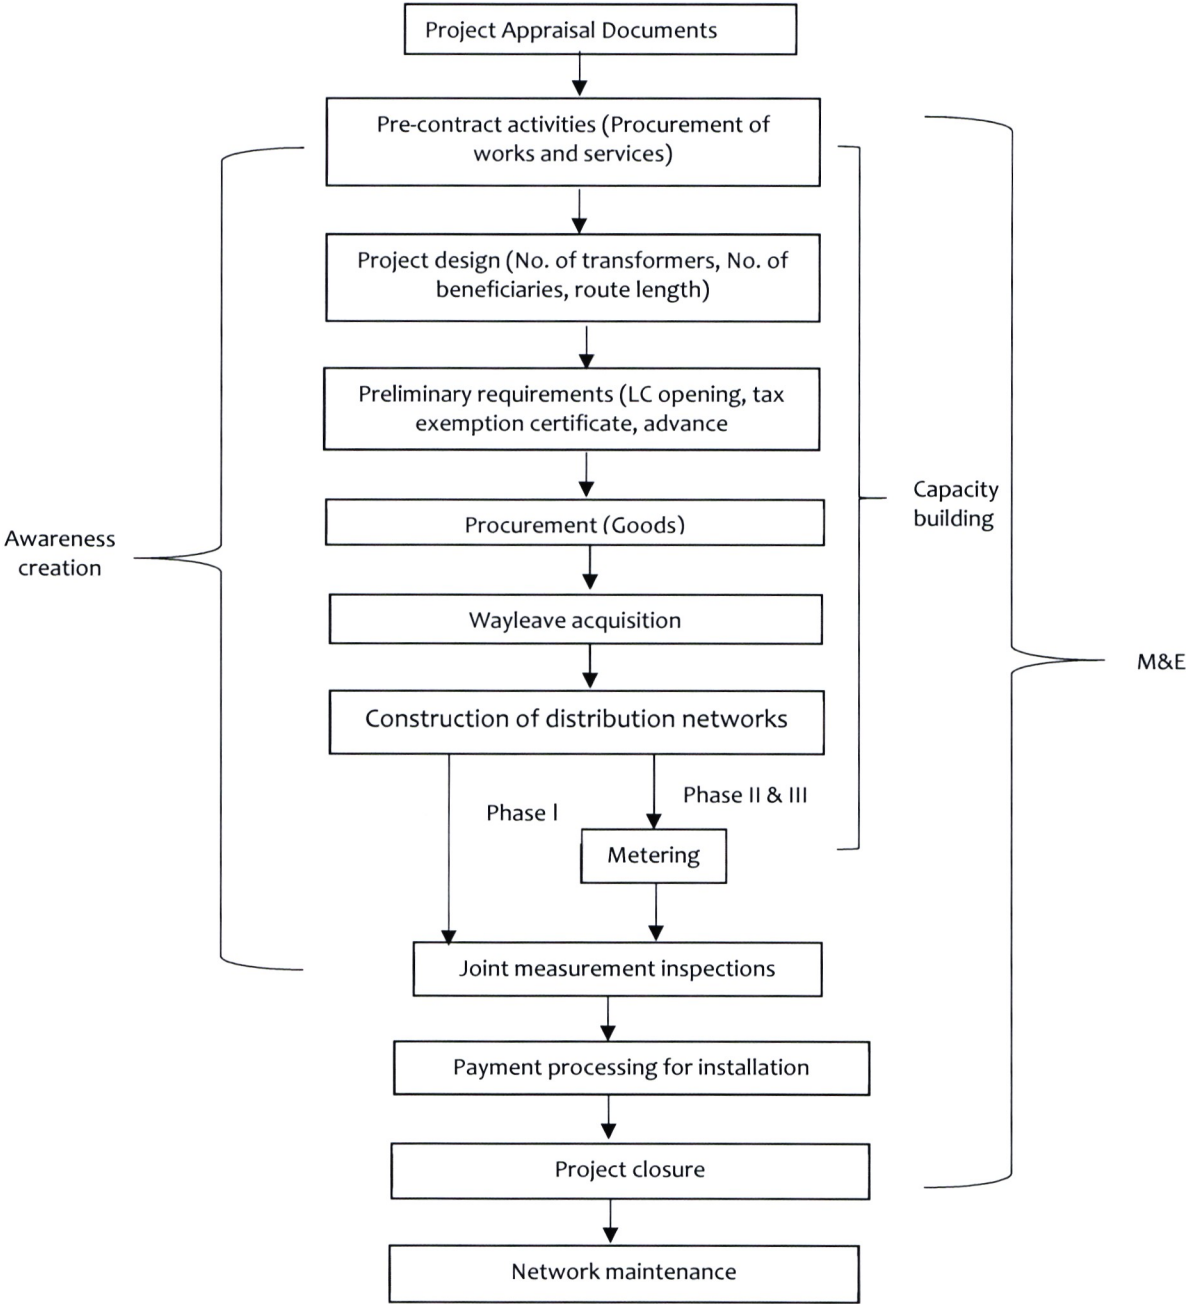 Project Appraisal Documents
Pre-contract activities (Procurement of
works and services)
Project design (No. of transformers, No. of
beneficiaries, route length)
Preliminary requirements (LC opening, tax
exemption certificate, advance
Procurement (Goods)
Capacity
building
Awareness
creation
Wayleave acquisition
M&E
Construction of distribution networks
Phase I
Phase II & III
Metering
Joint measurement inspections
Payment processing for installation
Project closure
Network maintenance